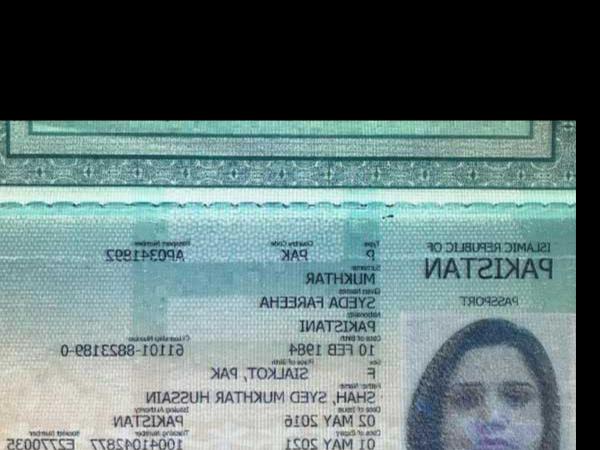 ISLAMIC REPUBLIC OF
PAKISTAN
PASSPORT
Type Country Code Passport Number
P PAK AP0341892
Surname
MUKHTAR
Given Names
SYEDA FAREEHA
Nationality
PAKISTANI
Date of Birth Citizenship Number
10 FEB 1984 61101-8823189-0
Sex Place of Birth
F SIALKOT, PAK
Father Name
SHAH, SYED MUKHTAR HUSSAIN
Date of Issue Issuing Authority
02 MAY 2016 PAKISTAN
Date of Expiry Tracking Number Booklet Number
01 MAY 2021 10041042877 E2770035